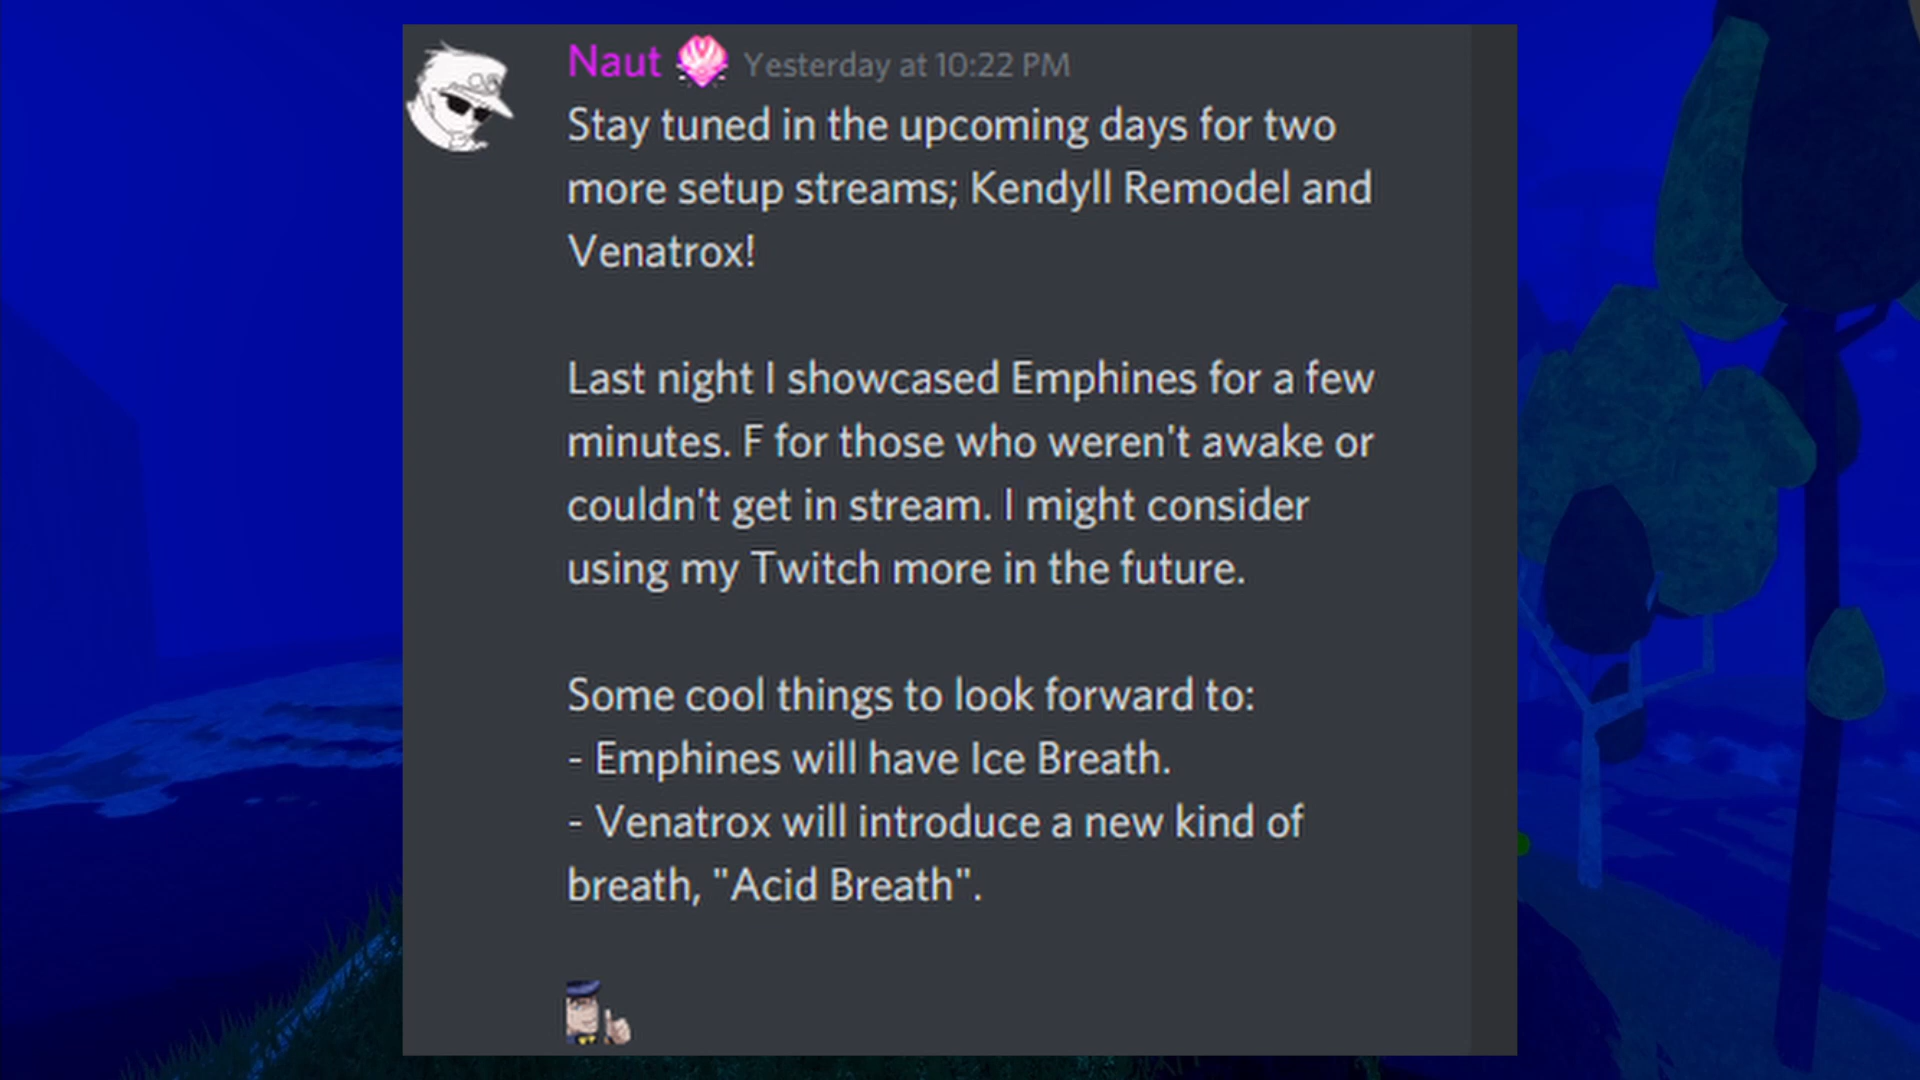 Naut Yesterday at 10:22 PM
Stay tuned in the upcoming days for two
more setup streams; Kendyll Remodel and
Venatrox!
Last night I showcased Emphines for a few
minutes. F for those who weren't awake or
couldn't get in stream. I might consider
using my Twitch more in the future.
Some cool things to look forward to:
- Emphines will have Ice Breath.
- Venatrox will introduce a new kind of
breath, "Acid Breath".